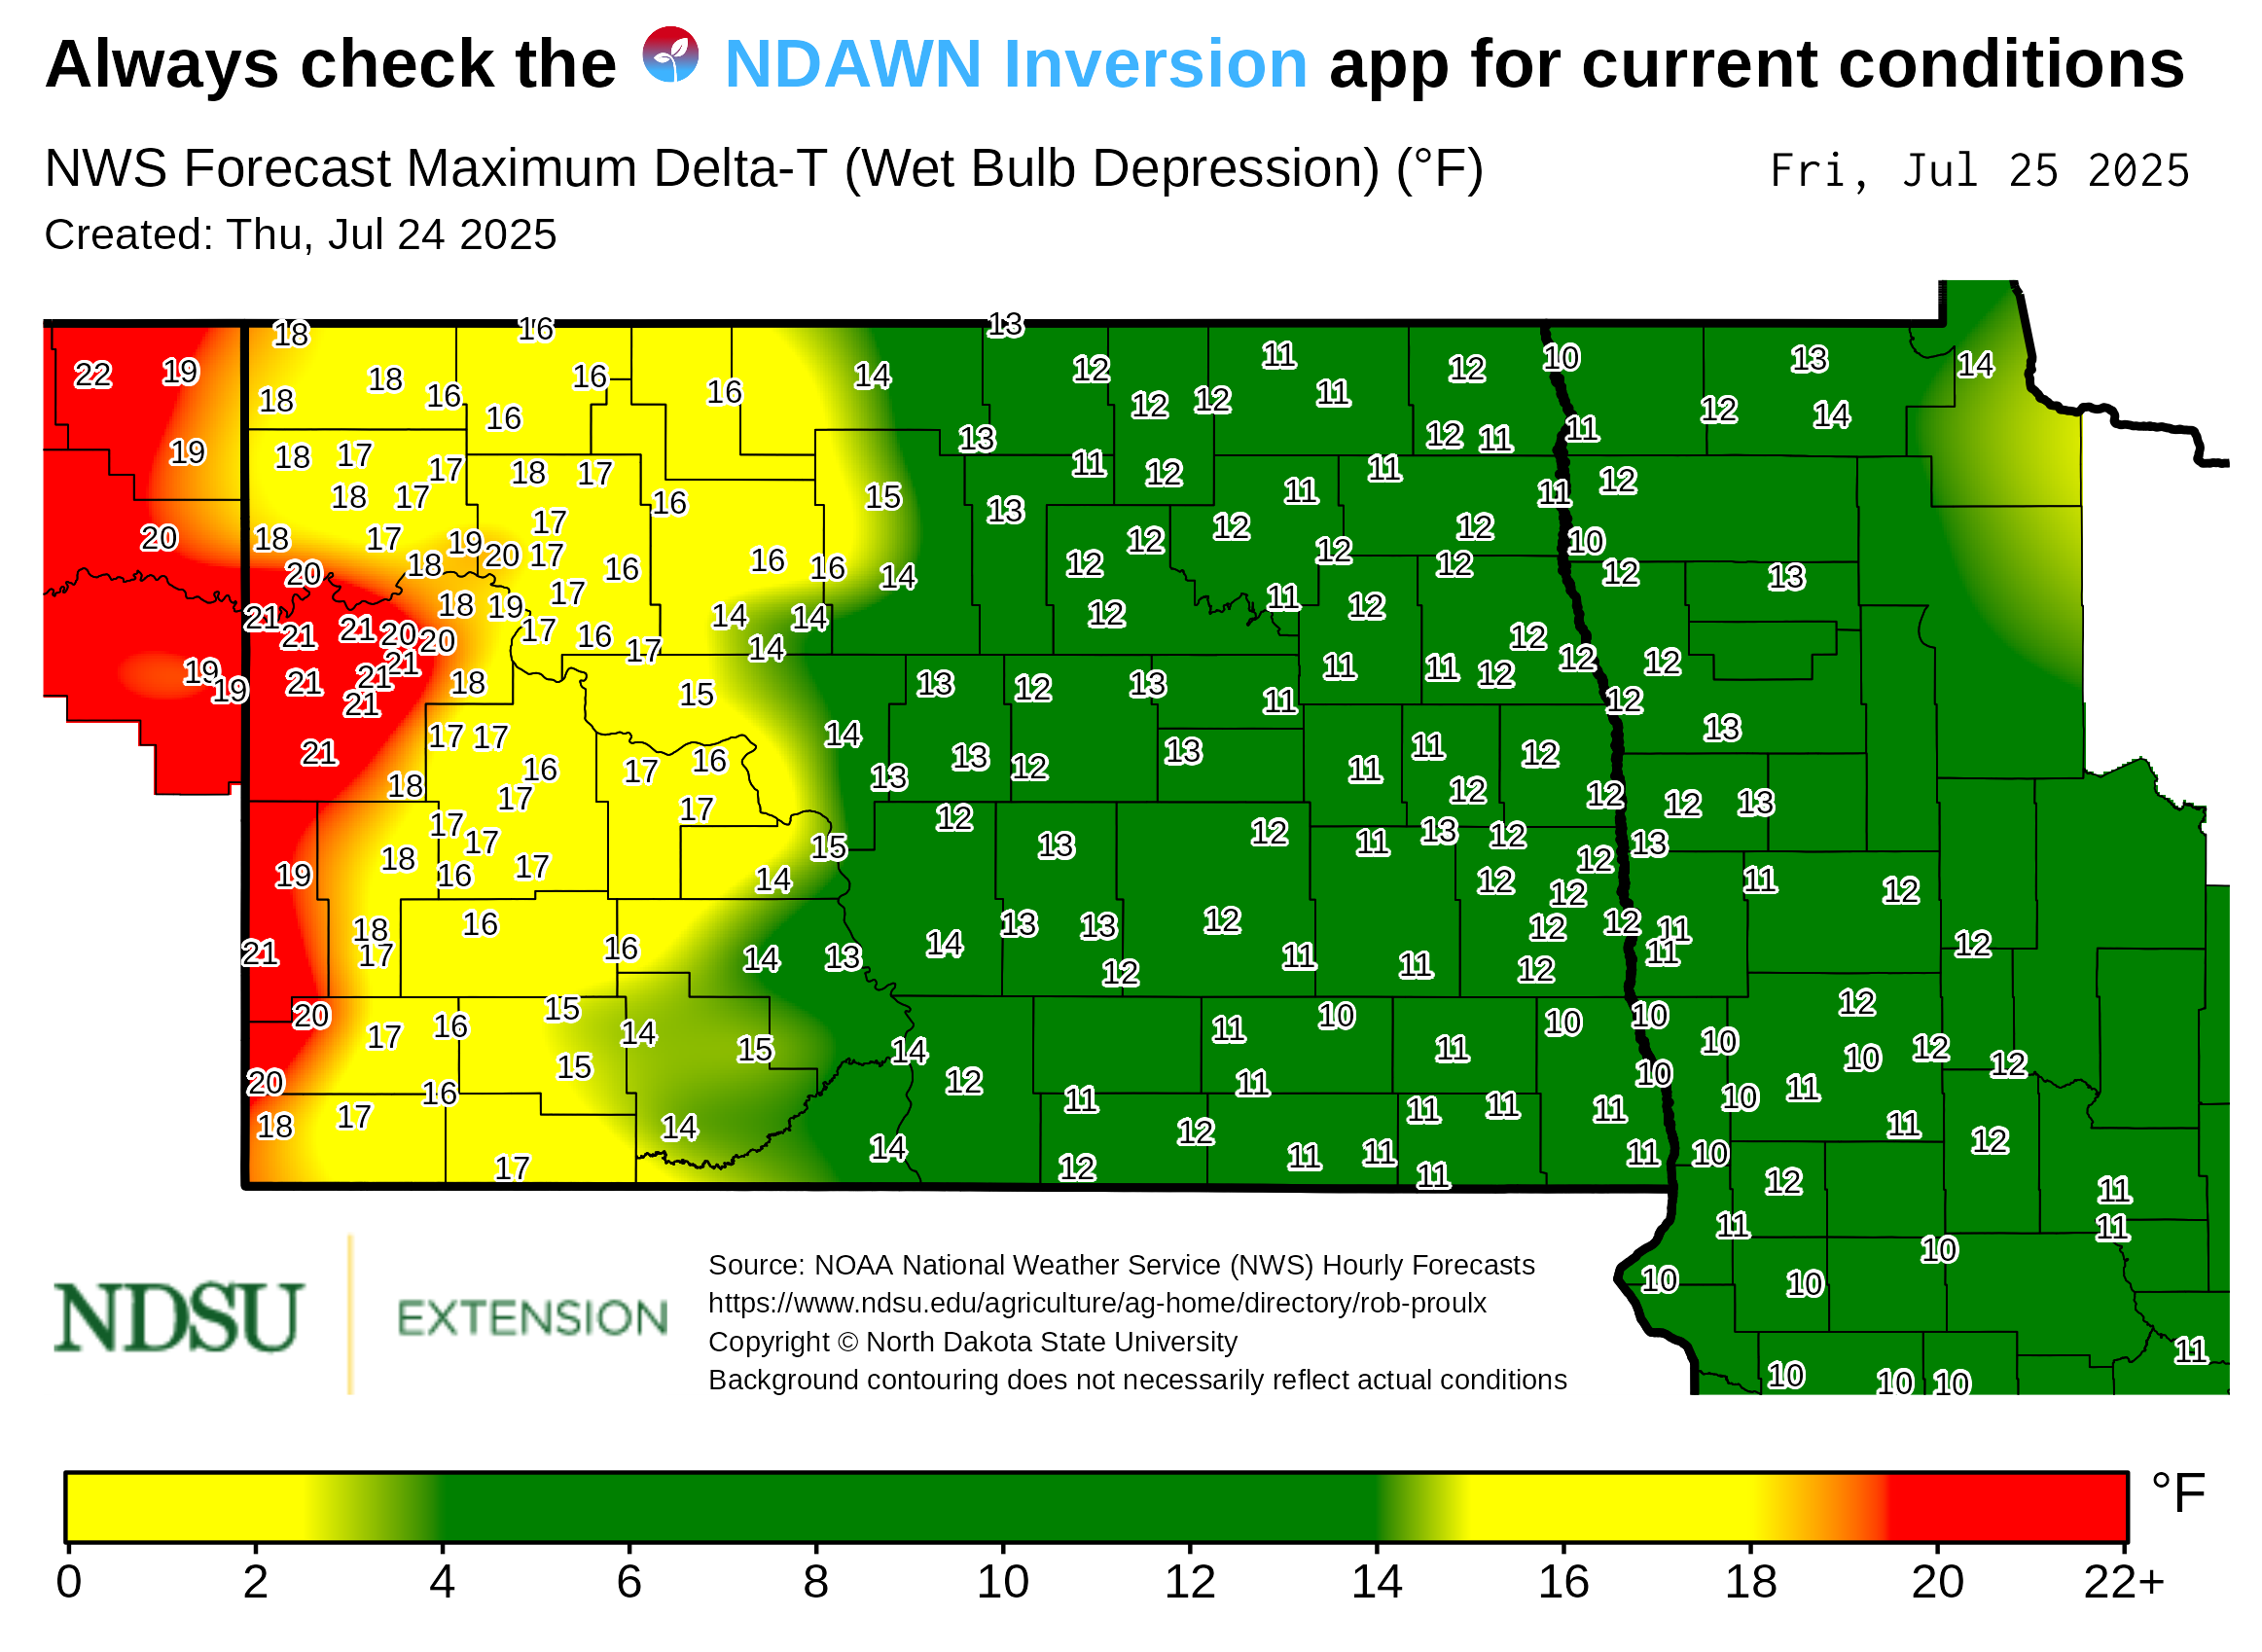 Always check the NDAWN Inversion app for current conditions
NWS Forecast Maximum Delta-T (Wet Bulb Depression) (°F) Fri, Jul 25 2025
Created: Thu, Jul 24 2025
18 16 13
22 19 18 16 16 16 14 12 11 11 12 10 13 14
18 16 12 12 12 14
19 18 17 17 18 17 13 11 12 11 12 11 11
18 17 16 15 13 11 11 12
20 18 17 19 20 17 17 16 16 16 14 12 12 12 12 12 12 10
20 18 18 19 17 14 14 12 11 12 12 13
21 21 21 20 20 17 16 17 14 12 12 12
19 19 21 21 21 21 18 15 13 12 13 11 11 11 12 12
21 17 17 16 17 16 14 13 13 12 13 11 11 12 13
18 17 17 12 12 12 12 13
17 17 15 13 12 11 13 12 13
19 18 16 17 14 12 12 12 11 12
18 16 16 14 13 14 13 13 12 12 12 11
21 17 12 11 11 12 11 12
20 17 16 15 14 15 14 11 10 11 10 10 10 12
20 15 16 12 11 11 10 10 11 10 12 12
18 17 14 14 12 11 11 11 11 11
17 12 11 11 11 11 10 12 12
11 11 11
10 10 10
Source: NOAA National Weather Service (NWS) Hourly Forecasts
https://www.ndsu.edu/agriculture/ag-home/directory/rob-proulx
NDSU EXTENSION
Copyright © North Dakota State University
Background contouring does not necessarily reflect actual conditions
11
10 10 10
°F
0 2 4 6 8 10 12 14 16 18 20 22+